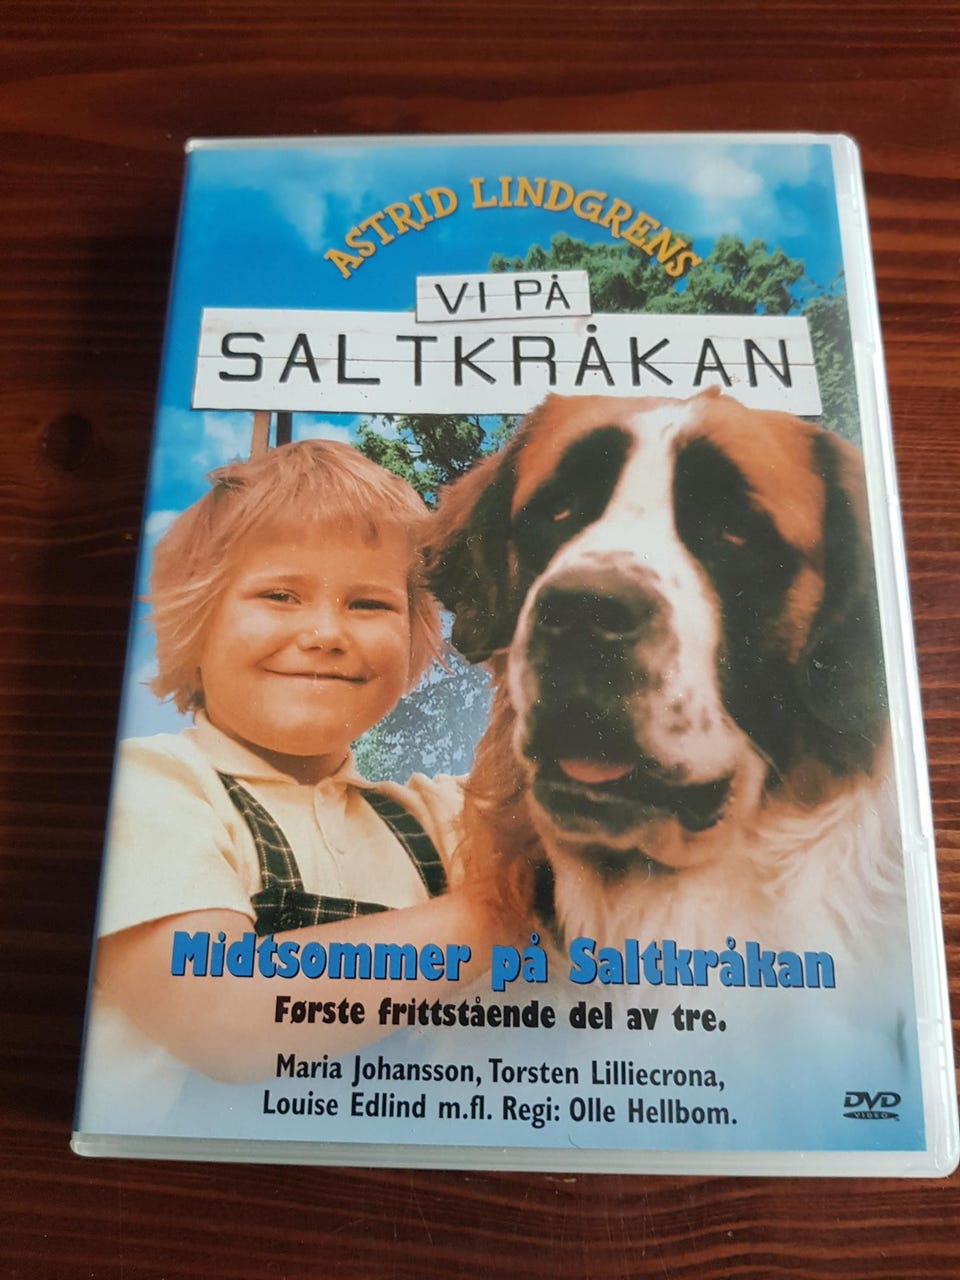 ASTRID LINDGRENS
VI PÅ
SALTKRÅKAN
Midtsommer på Saltkråkan
Første frittstående del av tre.
Maria Johansson, Torsten Lilliecrona,
Louise Edlind m.fl. Regi: Olle Hellbom.
DVD
VIDEO